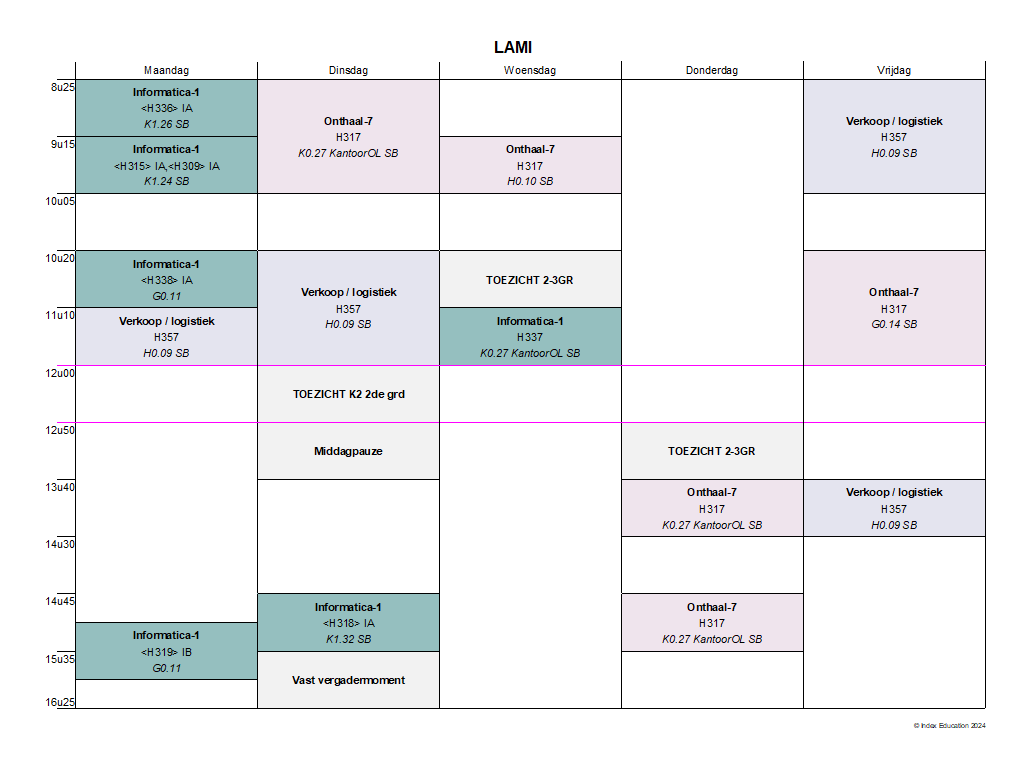 LAMI
Maandag Dinsdag Woensdag Donderdag Vrijdag
8u25
Informatica-1
<H336> IA
K1.26 SB
Onthaal-7
H317
K0.27 KantoorOL SB
Verkoop / logistiek
H357
H0.09 SB
9u15
Informatica-1
<H315> IA,<H309> IA
K1.24 SB
Onthaal-7
H317
H0.10 SB
10u05
10u20
Informatica-1
<H338> IA
G0.11
Verkoop / logistiek
H357
H0.09 SB
TOEZICHT 2-3GR
Onthaal-7
H317
G0.14 SB
11u10
Verkoop / logistiek
H357
H0.09 SB
Informatica-1
H337
K0.27 KantoorOL SB
12u00
TOEZICHT K2 2de grd
12u50
Middagpauze
TOEZICHT 2-3GR
13u40
Onthaal-7
H317
K0.27 KantoorOL SB
Verkoop / logistiek
H357
H0.09 SB
14u30
14u45
Informatica-1
<H318> IA
K1.32 SB
Onthaal-7
H317
K0.27 KantoorOL SB
Informatica-1
<H319> IB
G0.11
15u35
Vast vergadermoment
16u25
© Index Education 2024